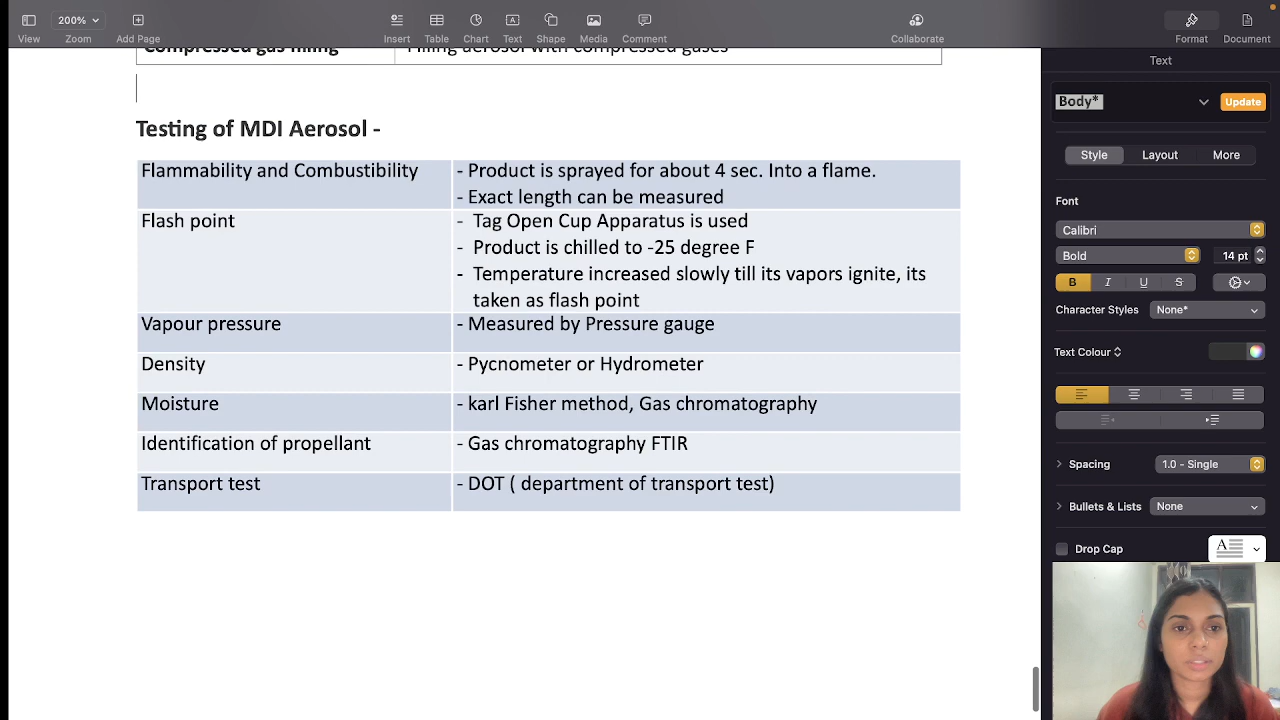 200%
View
Zoom
Add Page
Insert
Table
Chart
Text
Shape
Media
Comment
Collaborate
Format
Document
Compressed gas filling
Filling aerosol with compressed gases
Testing of MDI Aerosol -
Flammability and Combustibility
- Product is sprayed for about 4 sec. Into a flame.
- Exact length can be measured
Flash point
- Tag Open Cup Apparatus is used
- Product is chilled to -25 degree F
- Temperature increased slowly till its vapors ignite, its
taken as flash point
Vapour pressure
- Measured by Pressure gauge
Density
- Pycnometer or Hydrometer
Moisture
- karl Fisher method, Gas chromatography
Identification of propellant
- Gas chromatography FTIR
Transport test
- DOT ( department of transport test)
Text
Body*
Update
Style
Layout
More
Font
Calibri
Bold
14 pt
B I U S
Character Styles
None*
Text Colour
Spacing
1.0 - Single
Bullets & Lists
None
Drop Cap
A